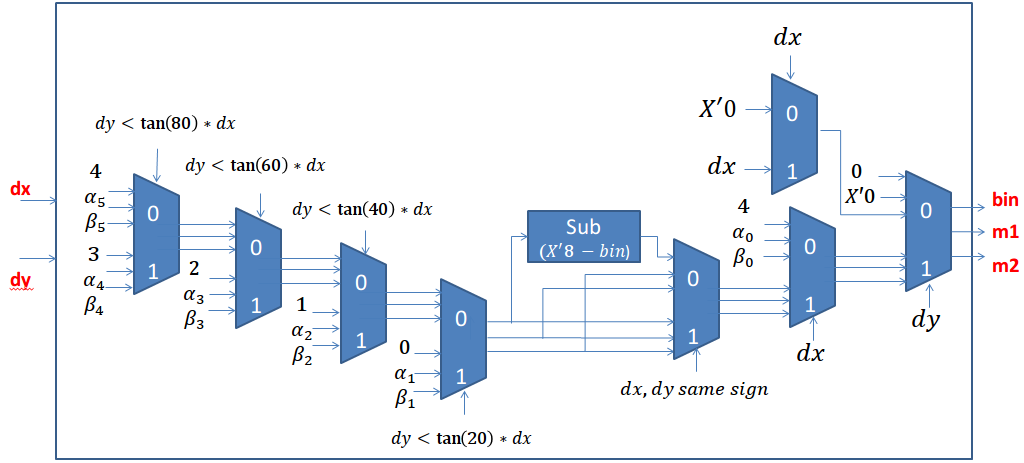 dx
X′0
0
dx
1
dy < tan(80) ∗ dx
dy < tan(60) ∗ dx
dy < tan(40) ∗ dx
dx
dy
4
α5
β5
0
3
α4
β4
1
0
2
α3
β3
1
0
1
α2
β2
1
0
0
α1
β1
1
dy < tan(20) ∗ dx
Sub
(X′8 − bin)
0
1
dx, dy same sign
4
α0
β0
0
1
dx
0
X′0
0
1
dy
bin
m1
m2